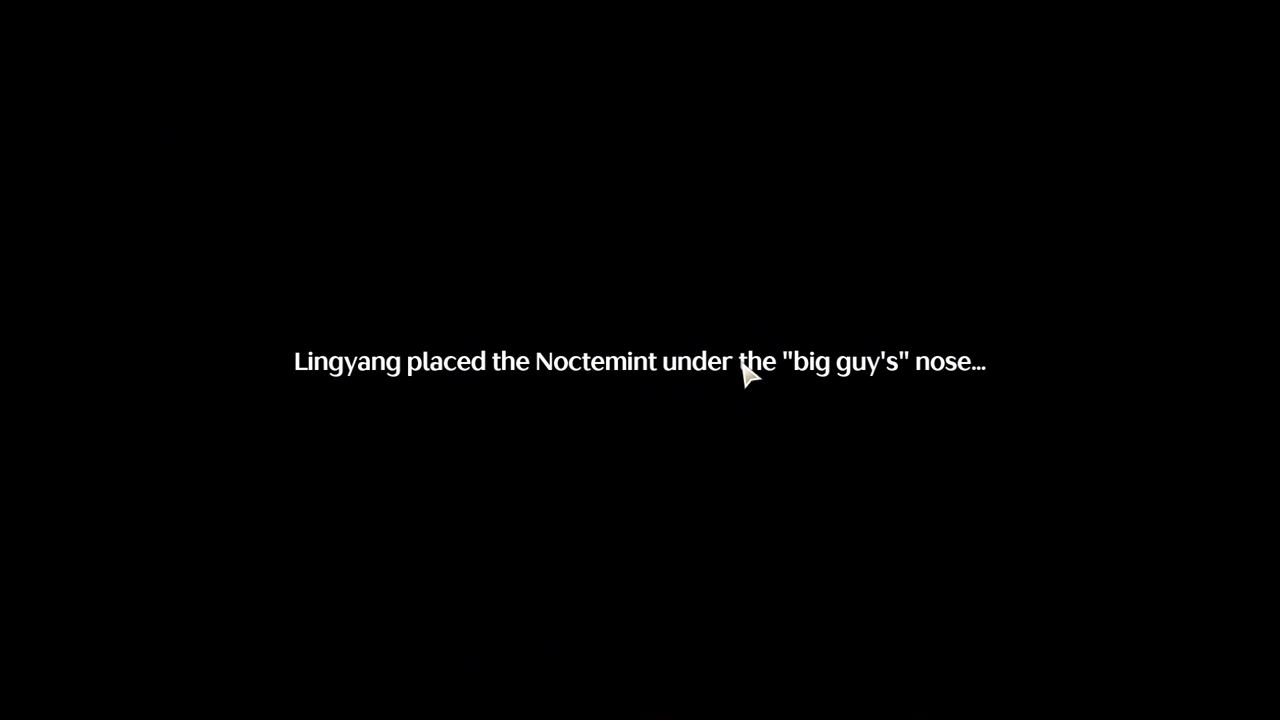 Lingyang placed the Noctemint under the "big guy's" nose...